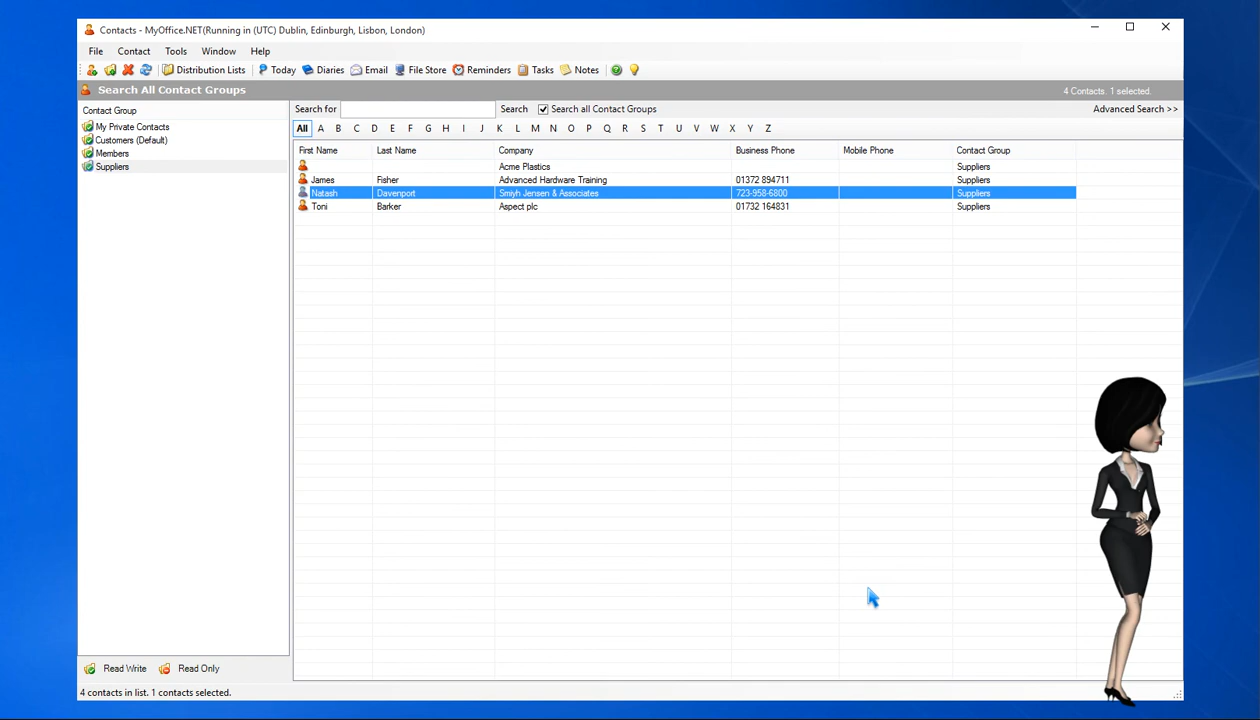 Contacts - MyOffice.NET(Running in (UTC) Dublin, Edinburgh, Lisbon, London)
File Contact Tools Window Help
Distribution Lists Today Diaries Email File Store Reminders Tasks Notes
Search All Contact Groups 4 Contacts. 1 selected.
Contact Group
My Private Contacts
Customers (Default)
Members
Suppliers
Search for Search Search all Contact Groups Advanced Search >>
All A B C D E F G H I J K L M N O P Q R S T U V W X Y Z
First Name Last Name Company Business Phone Mobile Phone Contact Group
Acme Plastics Suppliers
James Fisher Advanced Hardware Training 01372 894711 Suppliers
Natash Davenport Smiyh Jensen & Associates 723-958-6800 Suppliers
Toni Barker Aspect plc 01732 164831 Suppliers
Read Write Read Only
4 contacts in list. 1 contacts selected.